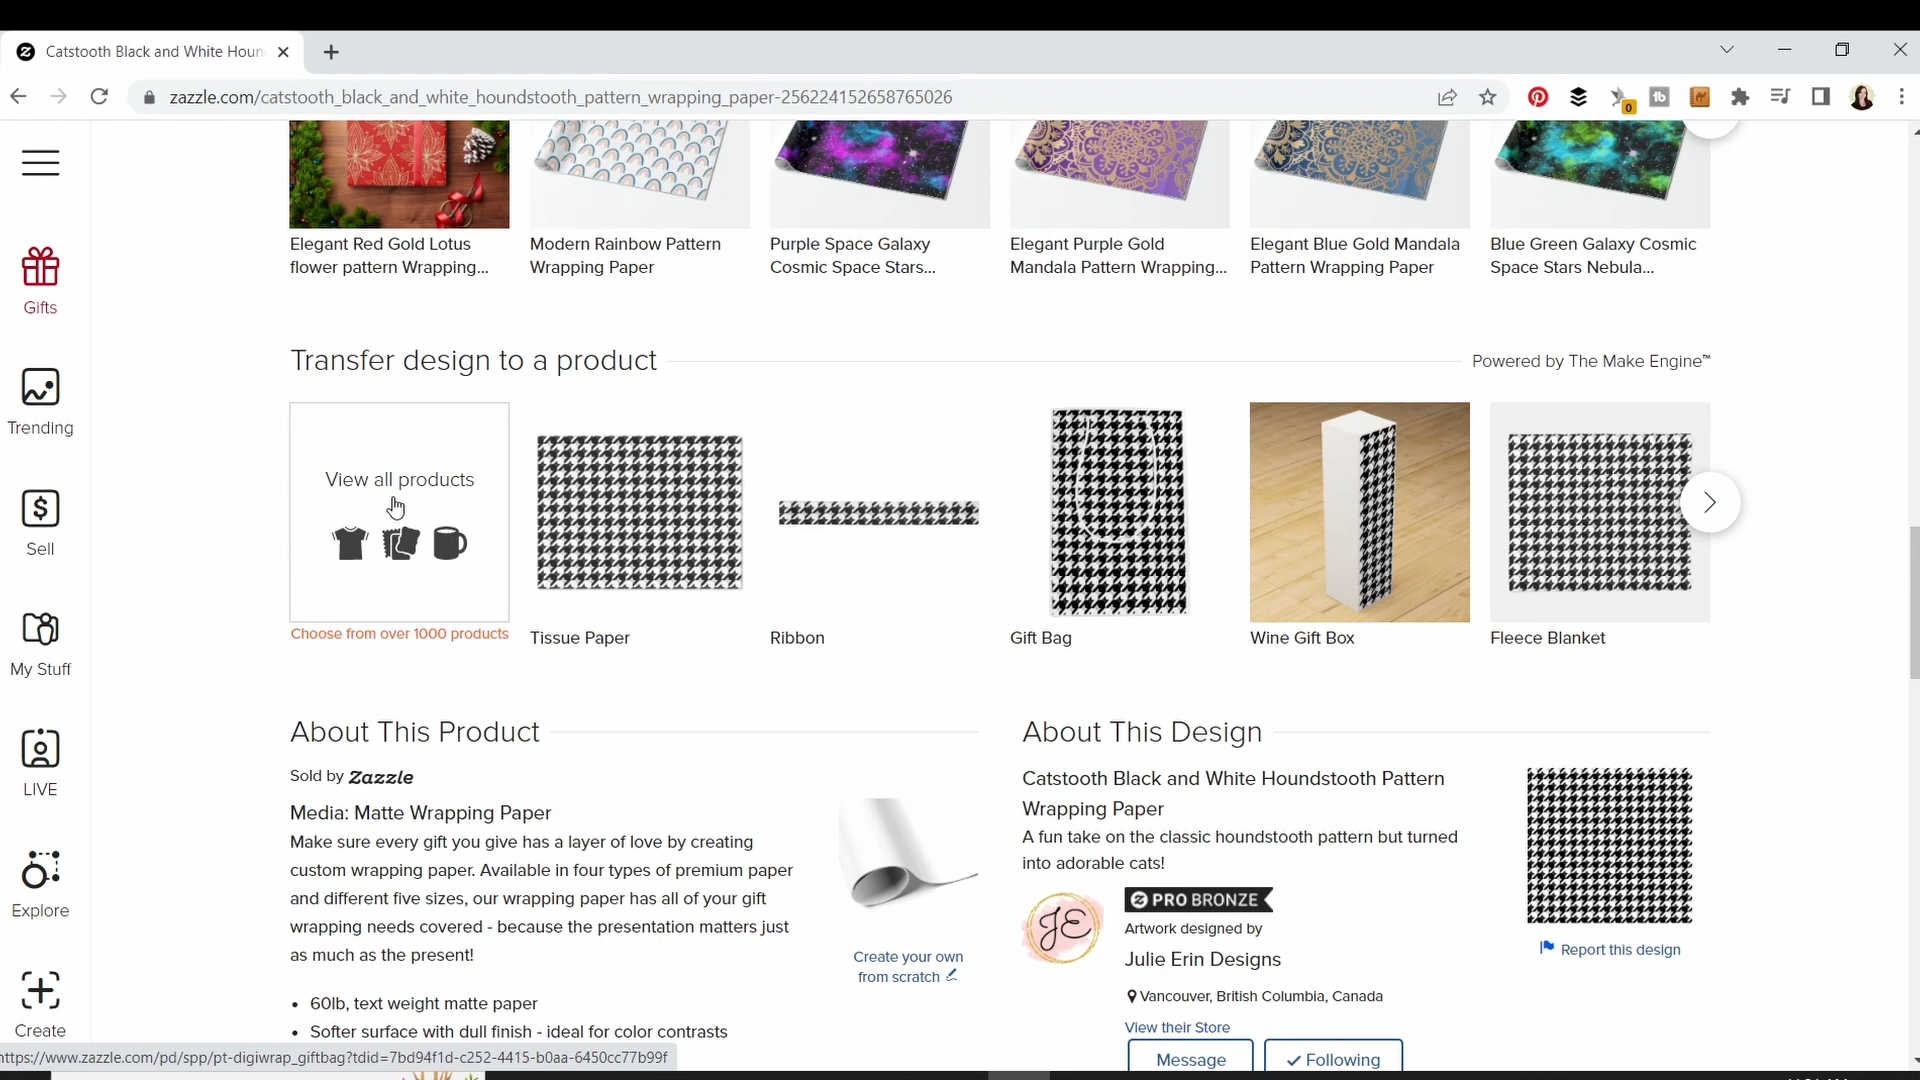 Catstooth Black and White Houn
zazzle.com/catstooth_black_and_white_houndstooth_pattern_wrapping_paper-256224152658765026
0
tb
Gifts
Trending
Sell
My Stuff
LIVE
Explore
Create
Elegant Red Gold Lotus
flower pattern Wrapping...
Modern Rainbow Pattern
Wrapping Paper
Purple Space Galaxy
Cosmic Space Stars...
Elegant Purple Gold
Mandala Pattern Wrapping...
Elegant Blue Gold Mandala
Pattern Wrapping Paper
Blue Green Galaxy Cosmic
Space Stars Nebula...
Transfer design to a product
Powered by The Make Engine™
View all products
Choose from over 1000 products
Tissue Paper
Ribbon
Gift Bag
Wine Gift Box
Fleece Blanket
About This Product
Sold by Zazzle
Media: Matte Wrapping Paper
Make sure every gift you give has a layer of love by creating
custom wrapping paper. Available in four types of premium paper
and different five sizes, our wrapping paper has all of your gift
wrapping needs covered - because the presentation matters just
as much as the present!
• 60lb, text weight matte paper
• Softer surface with dull finish - ideal for color contrasts
Create your own
from scratch
About This Design
Catstooth Black and White Houndstooth Pattern
Wrapping Paper
A fun take on the classic houndstooth pattern but turned
into adorable cats!
JE
PRO BRONZE
Artwork designed by
Julie Erin Designs
Vancouver, British Columbia, Canada
View their Store
Message
Following
Report this design
https://www.zazzle.com/pd/spp/pt-digiwrap_giftbag?tdid=7bd94f1d-c252-4415-b0aa-6450cc77b99f